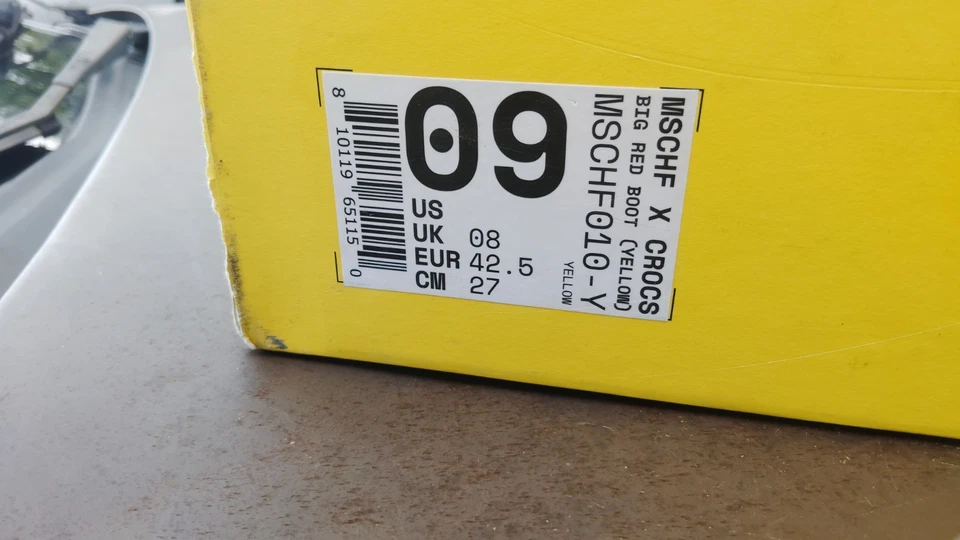 MSCHF X CROCS
BIG RED BOOT (YELLOW)
MSCHF010-Y
YELLOW
09
US
UK 08
EUR 42.5
CM 27
8 10119 65115 0